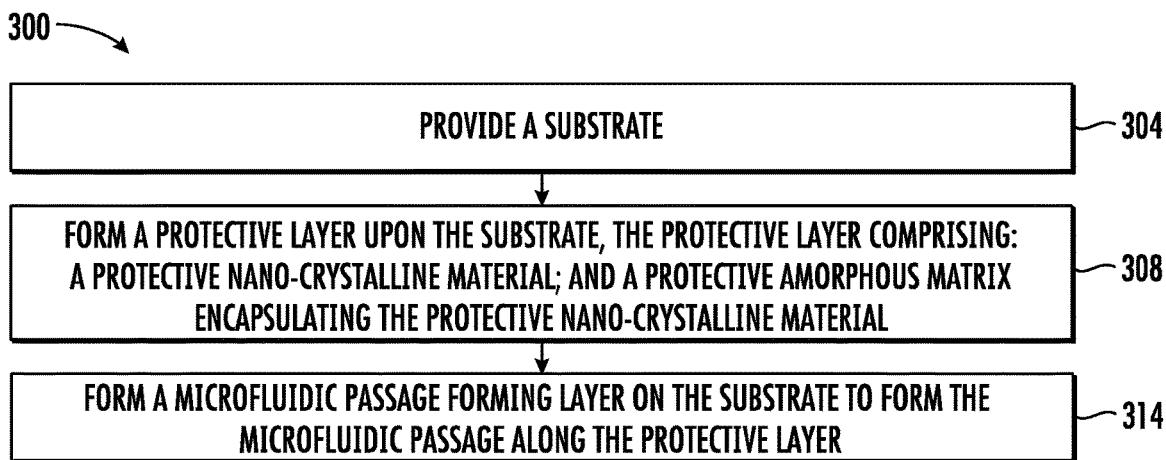 300
PROVIDE A SUBSTRATE
304
FORM A PROTECTIVE LAYER UPON THE SUBSTRATE, THE PROTECTIVE LAYER COMPRISING:
A PROTECTIVE NANO-CRYSTALLINE MATERIAL; AND A PROTECTIVE AMORPHOUS MATRIX
ENCAPSULATING THE PROTECTIVE NANO-CRYSTALLINE MATERIAL
308
FORM A MICROFLUIDIC PASSAGE FORMING LAYER ON THE SUBSTRATE TO FORM THE
MICROFLUIDIC PASSAGE ALONG THE PROTECTIVE LAYER
314